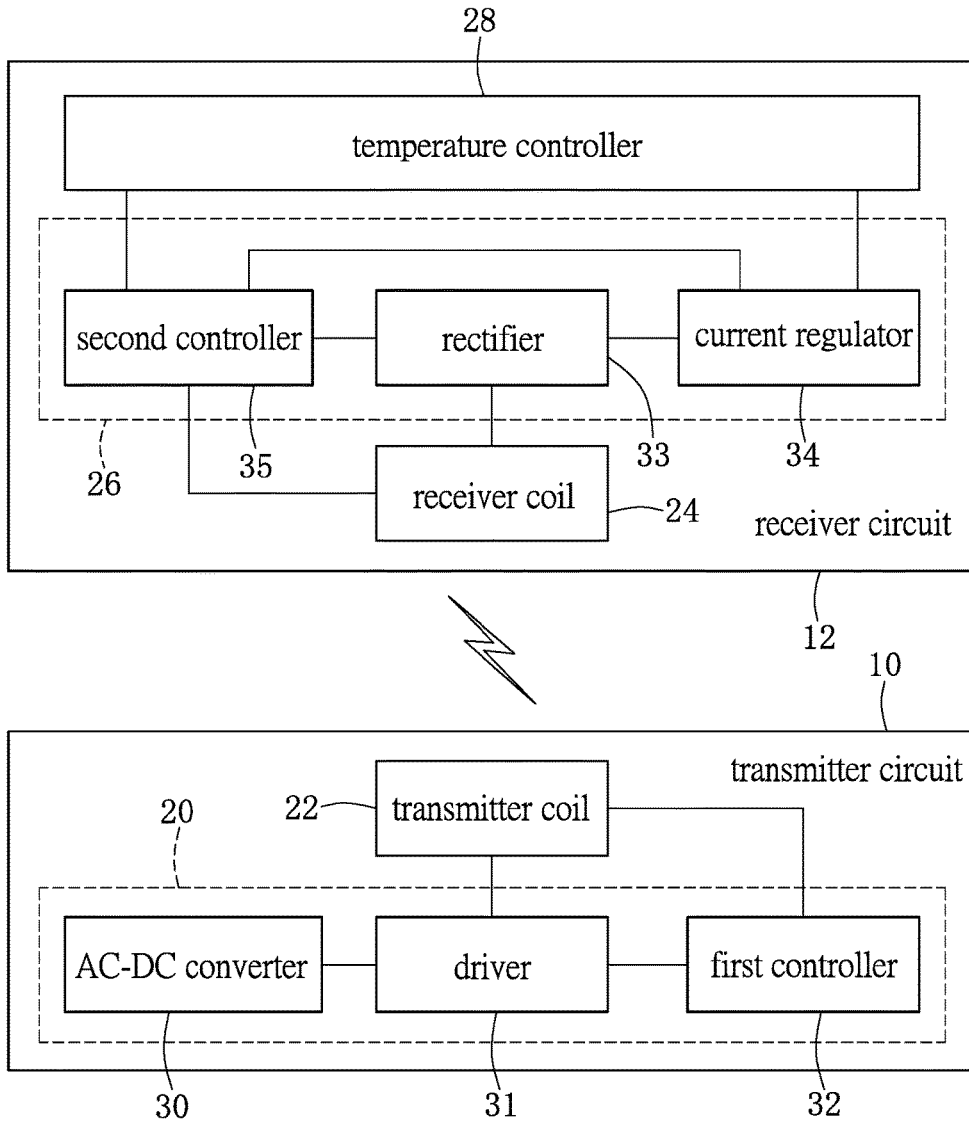 28
temperature controller
second controller
rectifier
current regulator
26
35
33
34
receiver coil
24
receiver circuit
12
10
transmitter circuit
22
transmitter coil
20
AC-DC converter
driver
first controller
30
31
32